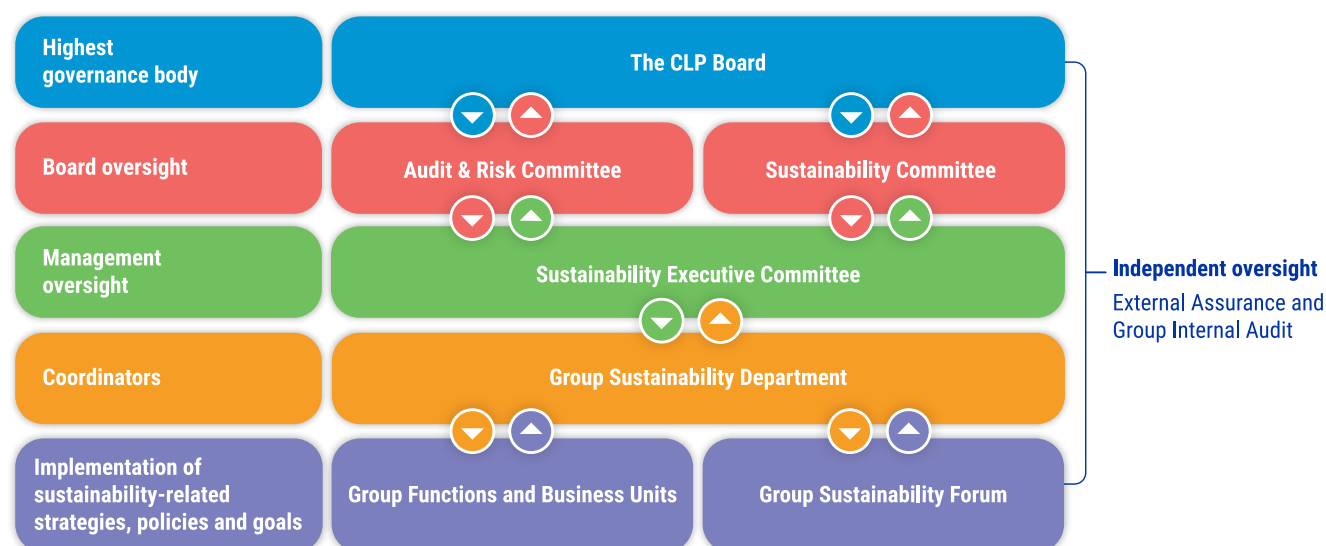 Highest
governance body
The CLP Board
Board oversight
Audit & Risk Committee
Sustainability Committee
Management
oversight
Sustainability Executive Committee
Independent oversight
External Assurance and
Group Internal Audit
Coordinators
Group Sustainability Department
Implementation of
sustainability-related
strategies, policies and goals
Group Functions and Business Units
Group Sustainability Forum